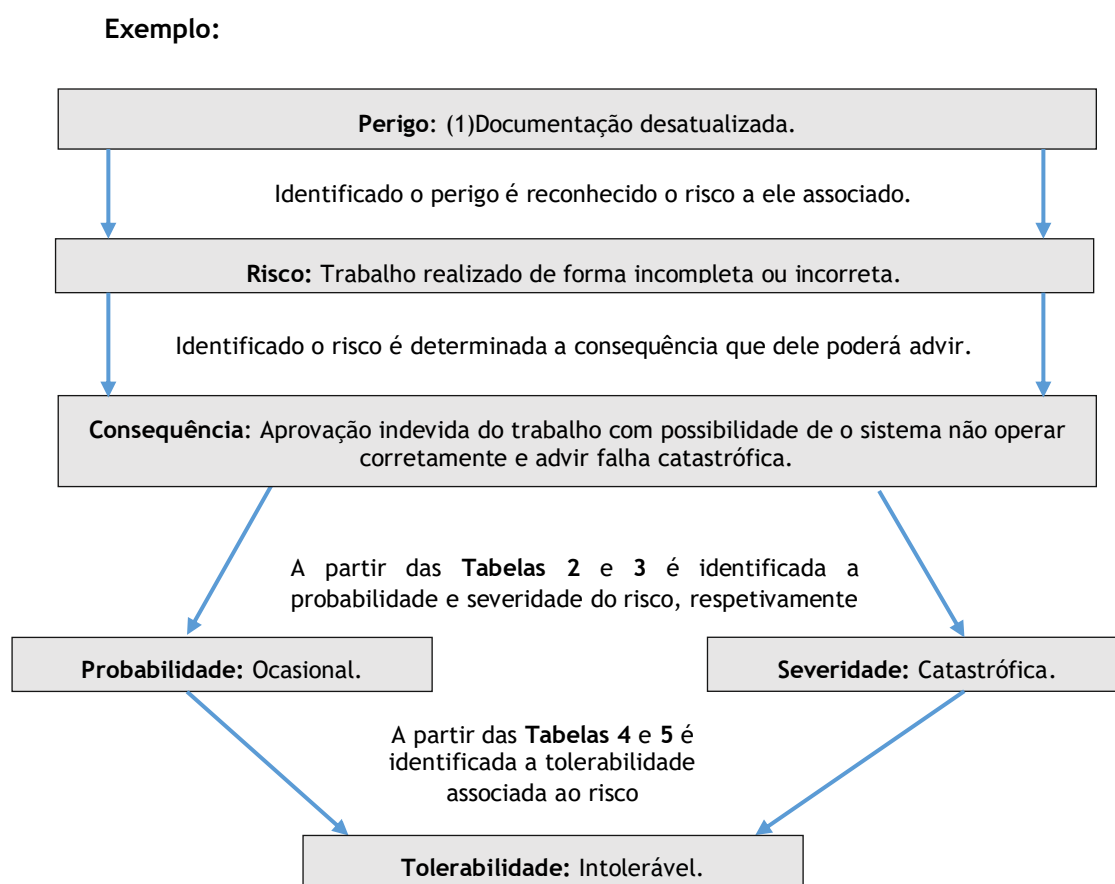 Exemplo:
Perigo: (1)Documentação desatualizada.
Identificado o perigo é reconhecido o risco a ele associado.
Risco: Trabalho realizado de forma incompleta ou incorreta.
Identificado o risco é determinada a consequência que dele poderá advir.
Consequência: Aprovação indevida do trabalho com possibilidade de o sistema não operar
corretamente e advir falha catastrófica.
A partir das Tabelas 2 e 3 é identificada a
probabilidade e severidade do risco, respetivamente
Probabilidade: Ocasional.
Severidade: Catastrófica.
A partir das Tabelas 4 e 5 é
identificada a tolerabilidade
associada ao risco
Tolerabilidade: Intolerável.